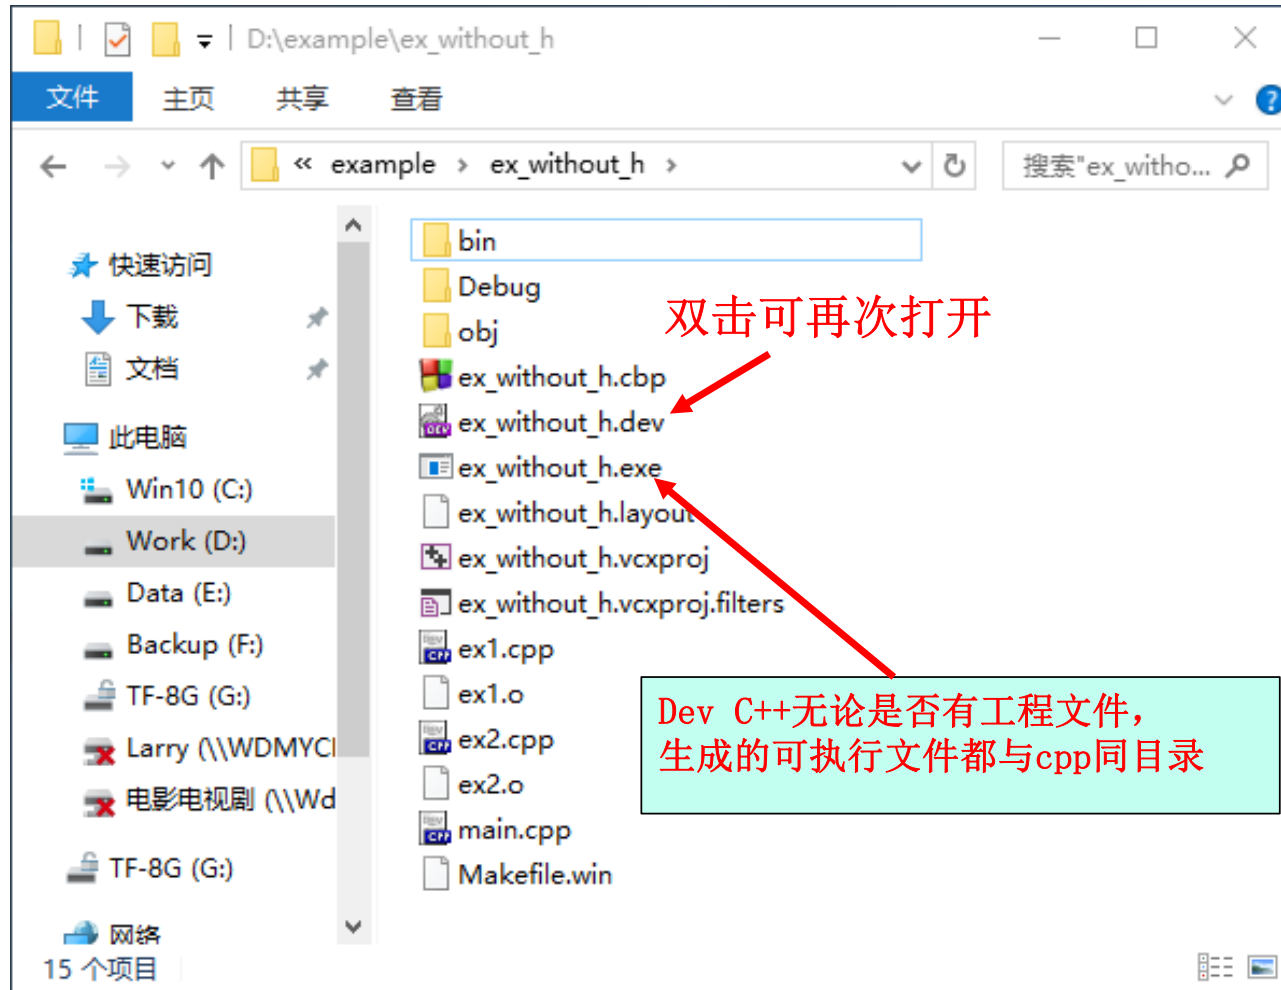 D:\example\ex_without_h
文件 主页 共享 查看
« example › ex_without_h ›
搜索"ex_witho...
快速访问
下载
文档
此电脑
Win10 (C:)
Work (D:)
Data (E:)
Backup (F:)
TF-8G (G:)
Larry (\\WDMYCl
电影电视剧 (\\Wd
TF-8G (G:)
网络
bin
Debug
obj
ex_without_h.cbp
ex_without_h.dev
ex_without_h.exe
ex_without_h.layout
ex_without_h.vcxproj
ex_without_h.vcxproj.filters
ex1.cpp
ex1.o
ex2.cpp
ex2.o
main.cpp
Makefile.win
双击可再次打开
Dev C++无论是否有工程文件，
生成的可执行文件都与cpp同目录
15 个项目